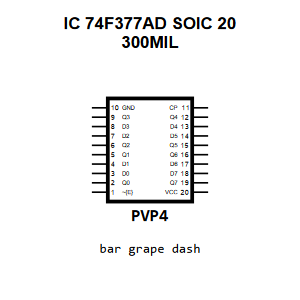 IC 74F377AD SOIC 20
300MIL
10 GND CP 11
9 Q3 Q4 12
8 D3 D4 13
7 D2 D5 14
6 Q2 Q5 15
5 Q1 Q6 16
4 D1 D6 17
3 D0 D7 18
2 Q0 Q7 19
1 ~{E} VCC 20
PVP4
bar grape dash